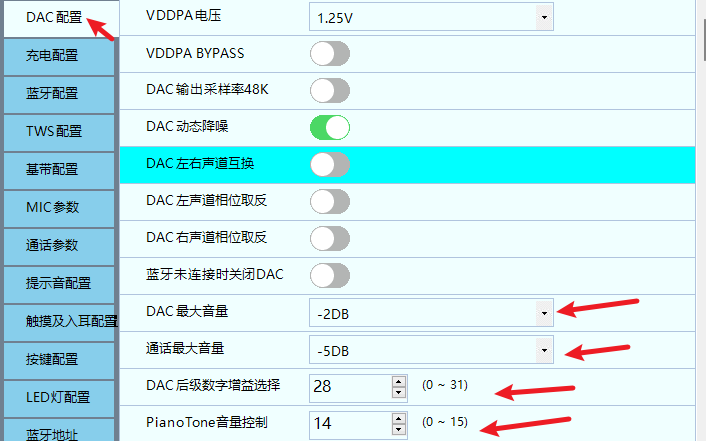 DAC配置
充电配置
蓝牙配置
TWS配置
基带配置
MIC参数
通话参数
提示音配置
触摸及入耳配置
按键配置
LED灯配置
蓝牙地址
VDDPA电压 1.25V
VDDPA BYPASS
DAC输出采样率48K
DAC动态降噪
DAC左右声道互换
DAC左声道相位取反
DAC右声道相位取反
蓝牙未连接时关闭DAC
DAC最大音量 -2DB
通话最大音量 -5DB
DAC后级数字增益选择 28 (0 ~ 31)
PianoTone音量控制 14 (0 ~ 15)